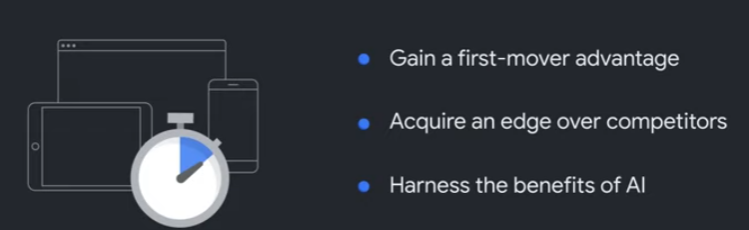 Gain a first-mover advantage
Acquire an edge over competitors
Harness the benefits of AI